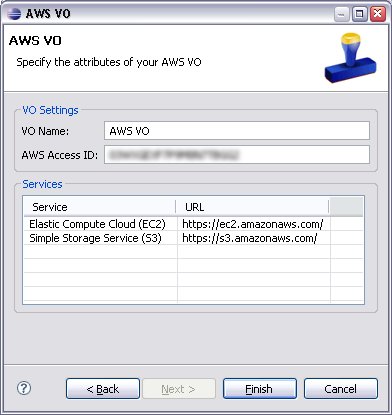 AWS VO
AWS VO
Specify the attributes of your AWS VO
VO Settings
VO Name: AWS VO
AWS Access ID:
Services
Service URL
Elastic Compute Cloud (EC2) https://ec2.amazonaws.com/
Simple Storage Service (S3) https://s3.amazonaws.com/
? < Back Next > Finish Cancel